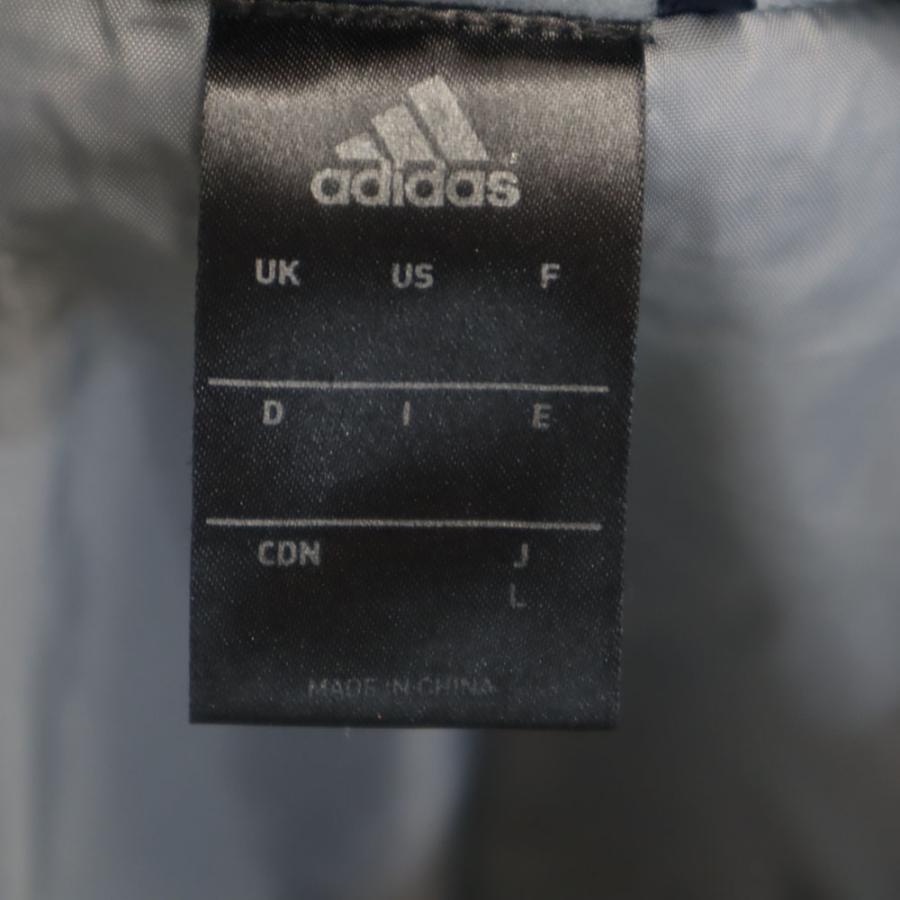 adidas
UK US F
D I E
CDN J
L
MADE IN CHINA